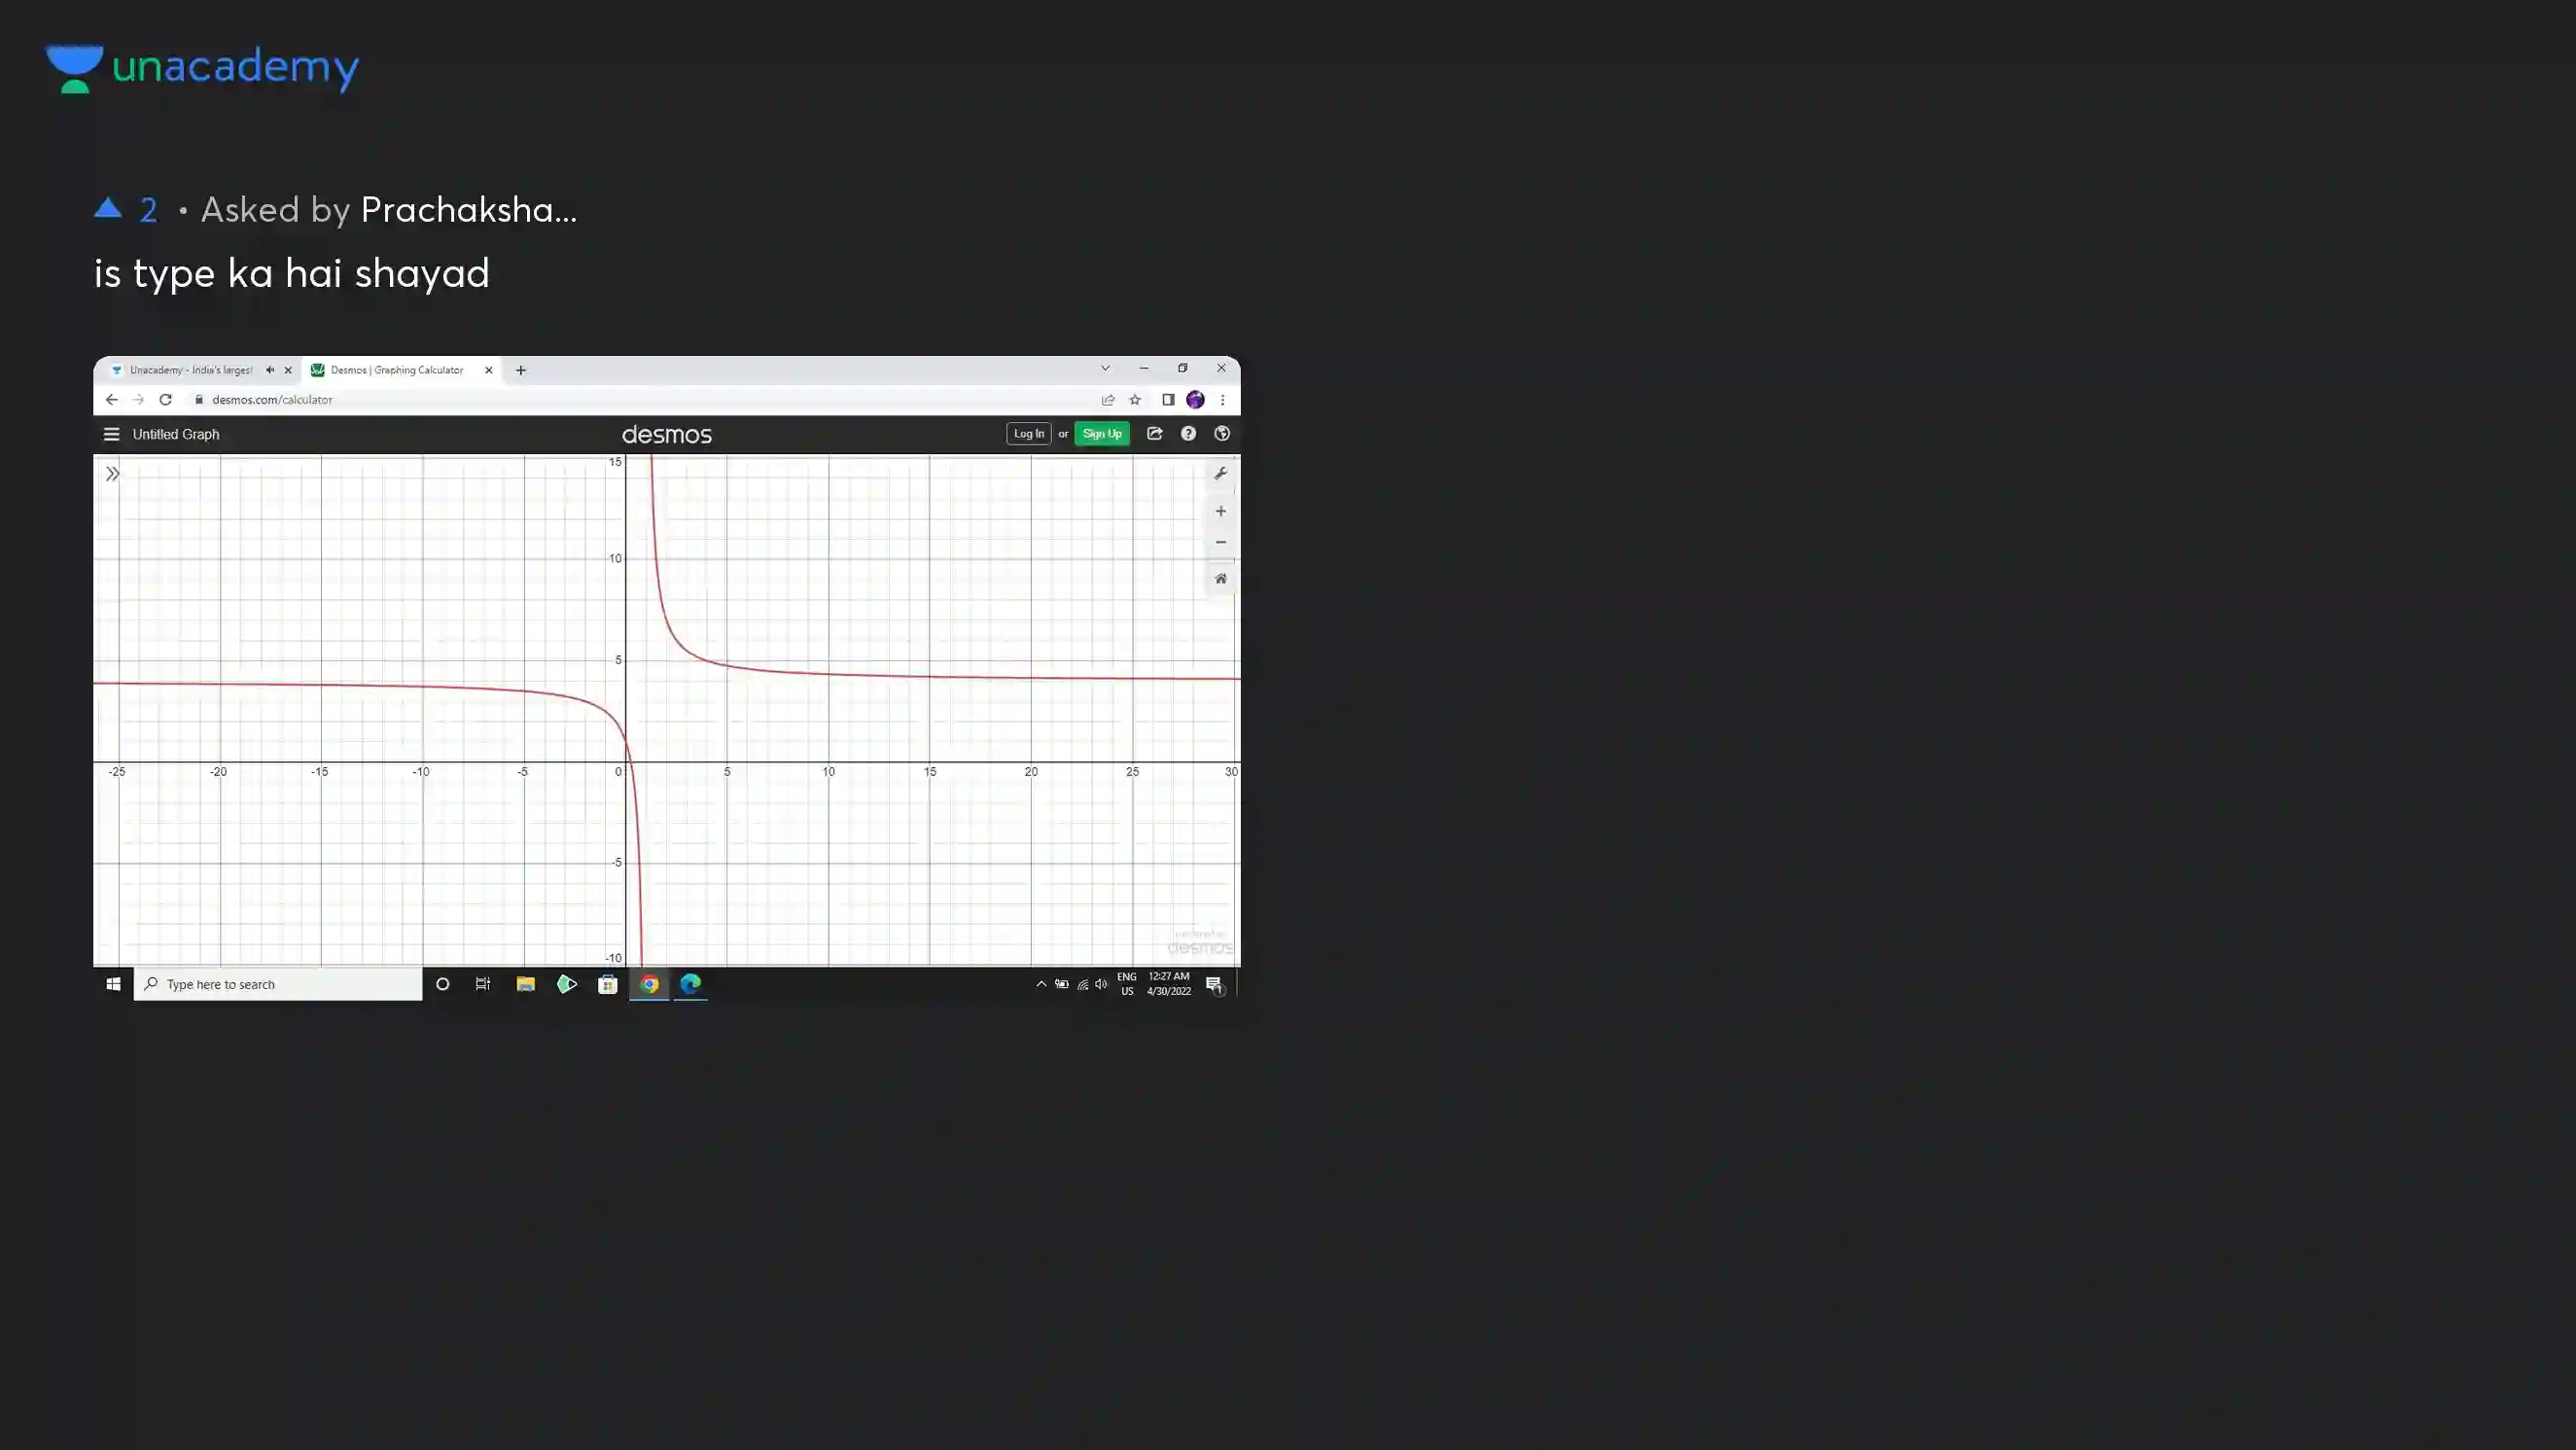 unacademy
2 • Asked by Prachaksha...
is type ka hai shayad
Unacademy - India's larges!
Desmos | Graphing Calculator
desmos.com/calculator
Untitled Graph
desmos
Log In or Sign Up
15
10
5
-25 -20 -15 -10 -5 0 5 10 15 20 25 30
-5
-10
desmos
Type here to search
ENG
US
12:27 AM
4/30/2022
1